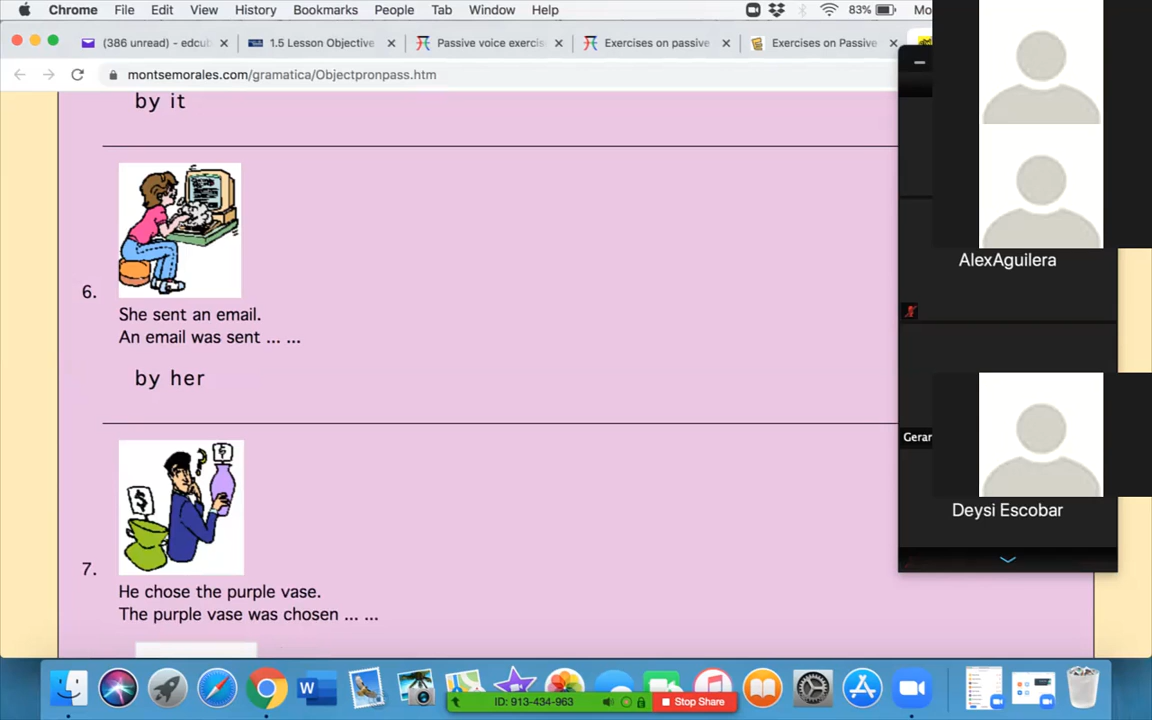 Chrome File Edit View History Bookmarks People Tab Window Help 83% Mo
(386 unread) - edcub × 1.5 Lesson Objective × Passive voice exercis × Exercises on passive × Exercises on Passive ×
montsemorales.com/gramatica/Objectpronpass.htm
by it
6.
She sent an email.
An email was sent ... ...
by her
7.
He chose the purple vase.
The purple vase was chosen ... ...
AlexAguilera
Gerar
Deysi Escobar
ID: 913-434-963 Stop Share